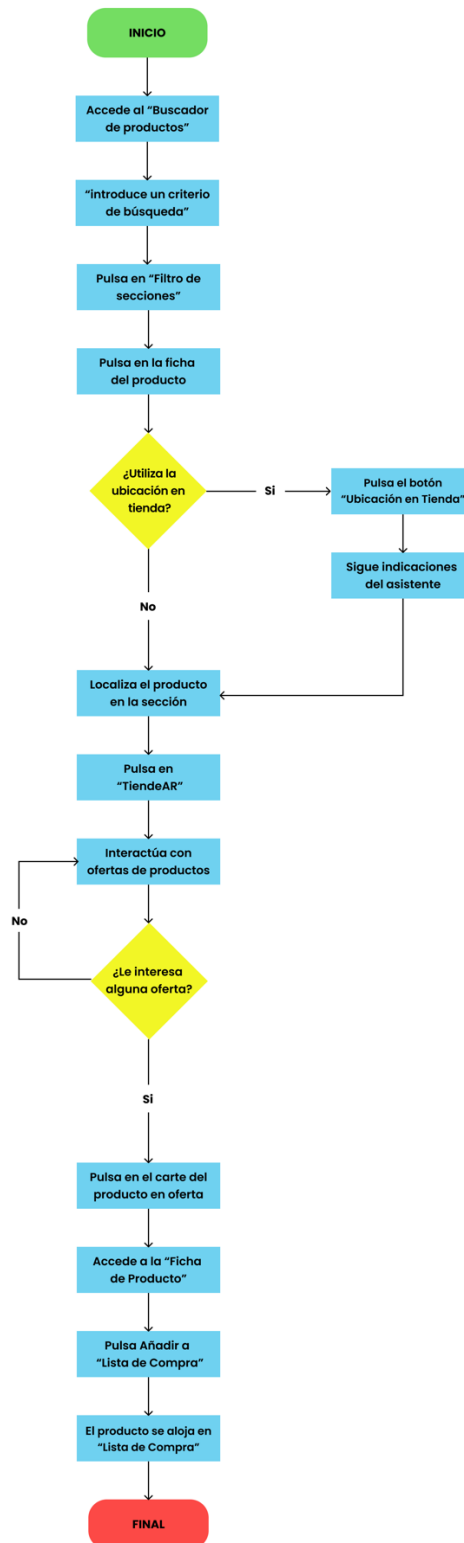 INICIO
Accede al “Buscador
de productos”
“introduce un criterio
de búsqueda”
Pulsa en “Filtro de
secciones”
Pulsa en la ficha
del producto
¿Utiliza la
ubicación en
tienda?
Si
Pulsa el botón
“Ubicación en Tienda”
Sigue indicaciones
del asistente
No
Localiza el producto
en la sección
Pulsa en
“TiendeAR”
Interactúa con
ofertas de productos
No
¿Le interesa
alguna oferta?
Si
Pulsa en el carte del
producto en oferta
Accede a la “Ficha
de Producto”
Pulsa Añadir a
“Lista de Compra”
El producto se aloja en
“Lista de Compra”
FINAL